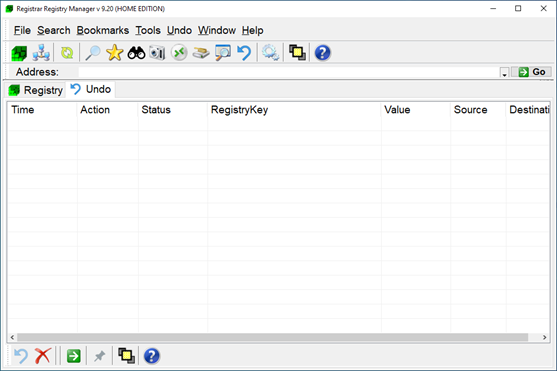 Registrar Registry Manager v 9.20 (HOME EDITION)
File Search Bookmarks Tools Undo Window Help
Address: Go
Registry Undo
Time Action Status RegistryKey Value Source Destinati